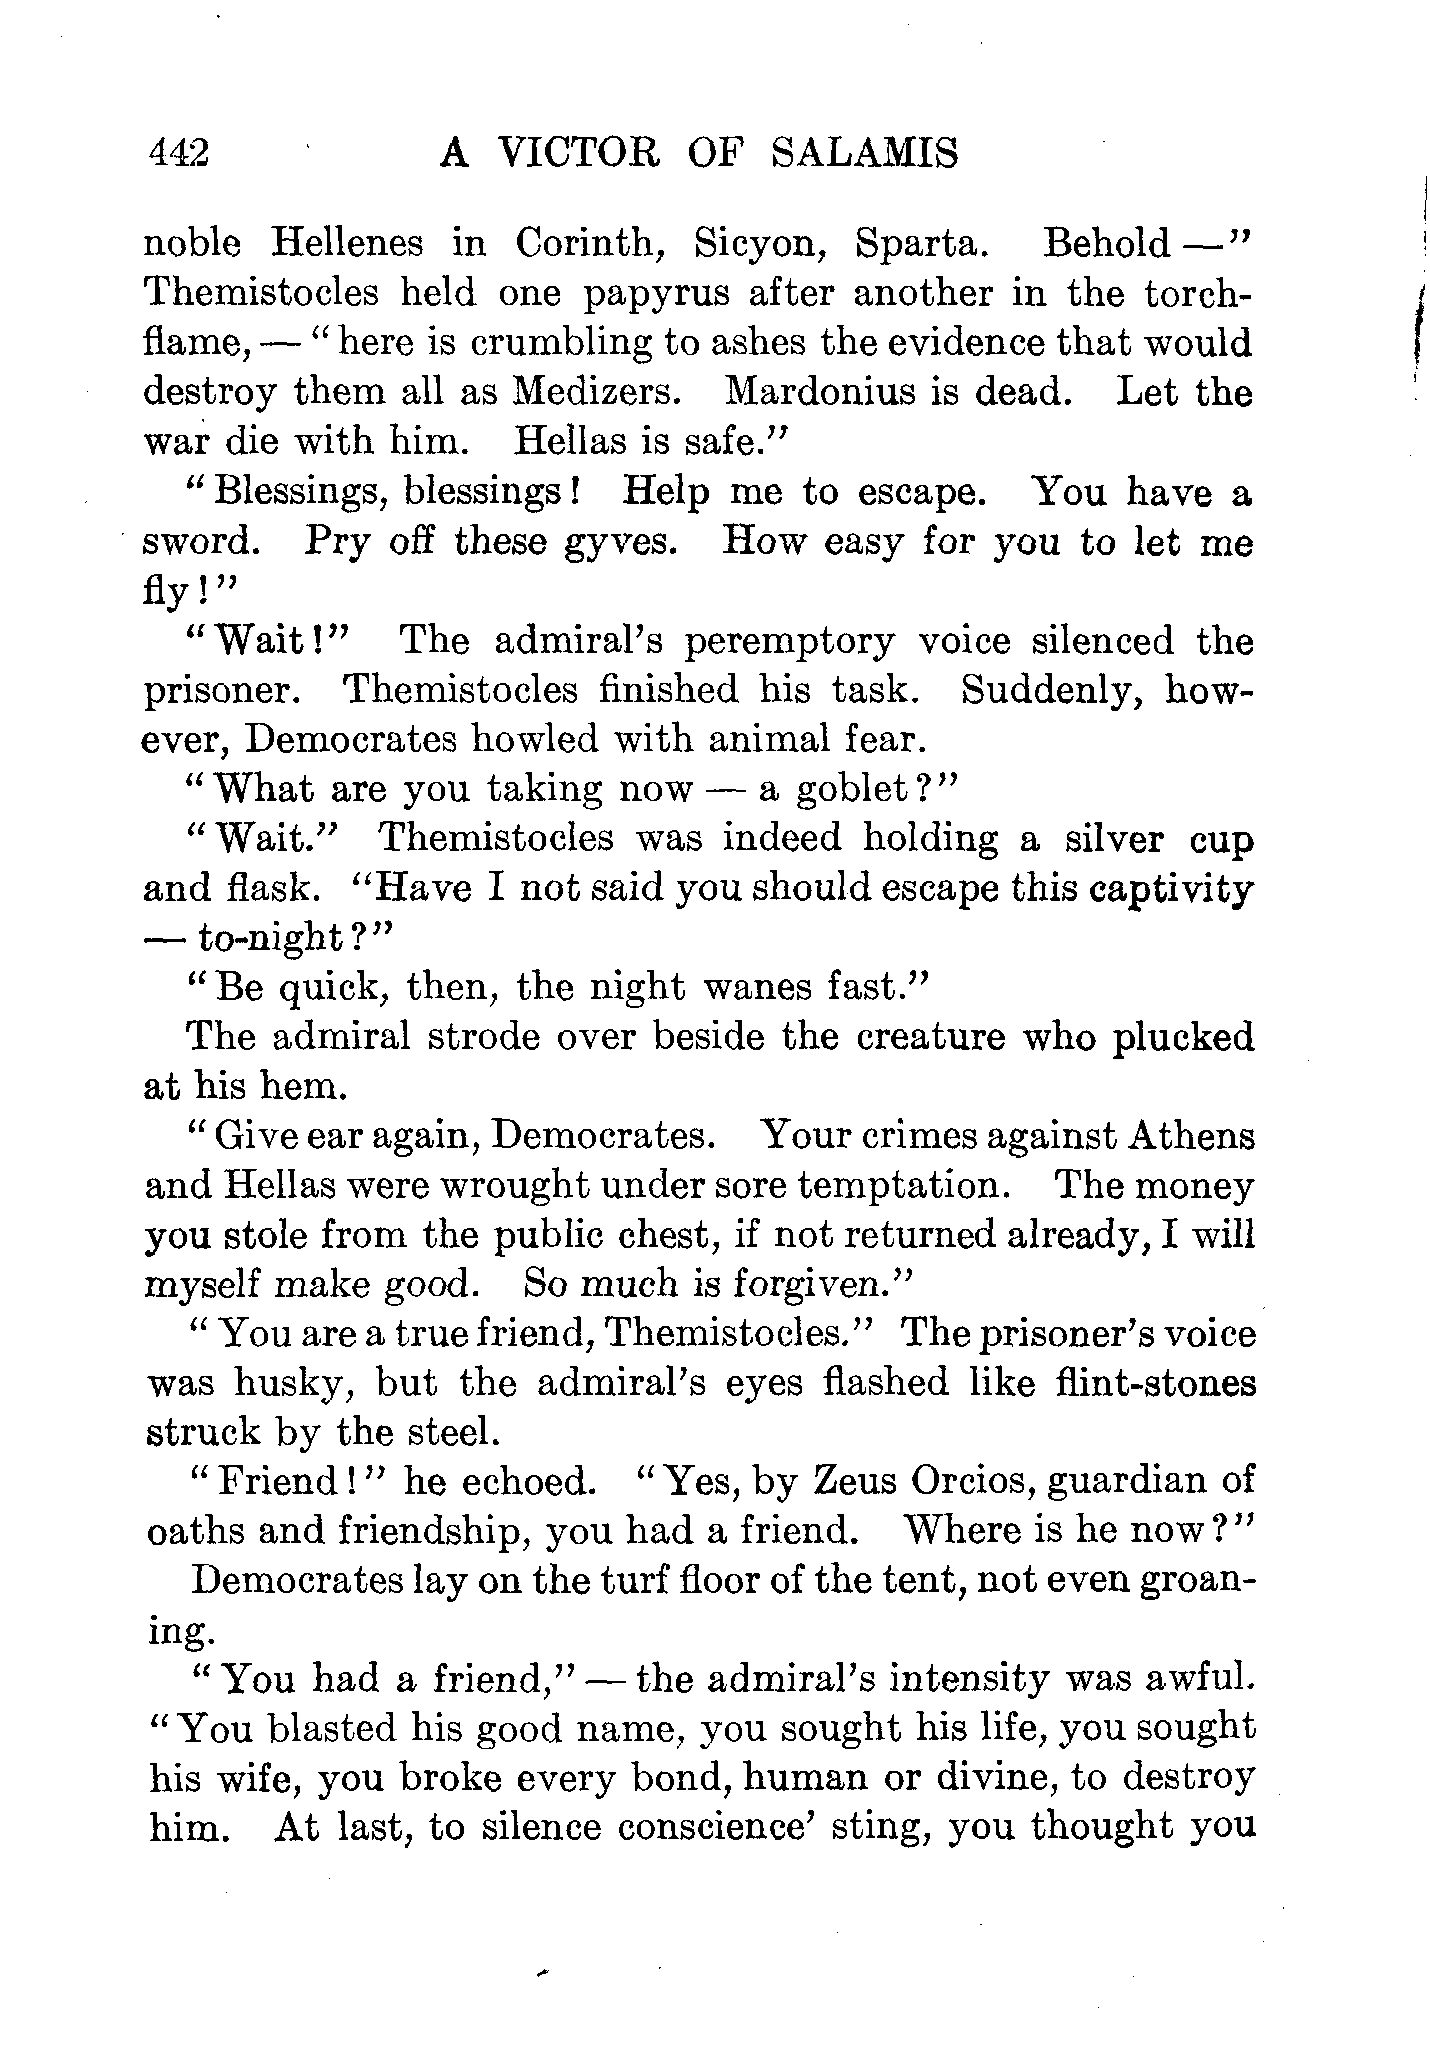 442 A VICTOR OF SALAMIS
noble Hellenes in Corinth, Sicyon, Sparta. Behold —"
Themistocles held one papyrus after another in the torch-
flame, — "here is crumbling to ashes the evidence that would
destroy them all as Medizers. Mardonius is dead. Let the
war die with him. Hellas is safe."
"Blessings, blessings! Help me to escape. You have a
sword. Pry off these gyves. How easy for you to let me
fly!"
"Wait!" The admiral's peremptory voice silenced the
prisoner. Themistocles finished his task. Suddenly, how-
ever, Democrates howled with animal fear.
"What are you taking now — a goblet?"
"Wait." Themistocles was indeed holding a silver cup
and flask. "Have I not said you should escape this captivity
— to-night?"
"Be quick, then, the night wanes fast."
The admiral strode over beside the creature who plucked
at his hem.
"Give ear again, Democrates. Your crimes against Athens
and Hellas were wrought under sore temptation. The money
you stole from the public chest, if not returned already, I will
myself make good. So much is forgiven."
"You are a true friend, Themistocles." The prisoner's voice
was husky, but the admiral's eyes flashed like flint-stones
struck by the steel.
"Friend!" he echoed. "Yes, by Zeus Orcios, guardian of
oaths and friendship, you had a friend. Where is he now?"
Democrates lay on the turf floor of the tent, not even groan-
ing.
"You had a friend," — the admiral's intensity was awful.
"You blasted his good name, you sought his life, you sought
his wife, you broke every bond, human or divine, to destroy
him. At last, to silence conscience' sting, you thought you